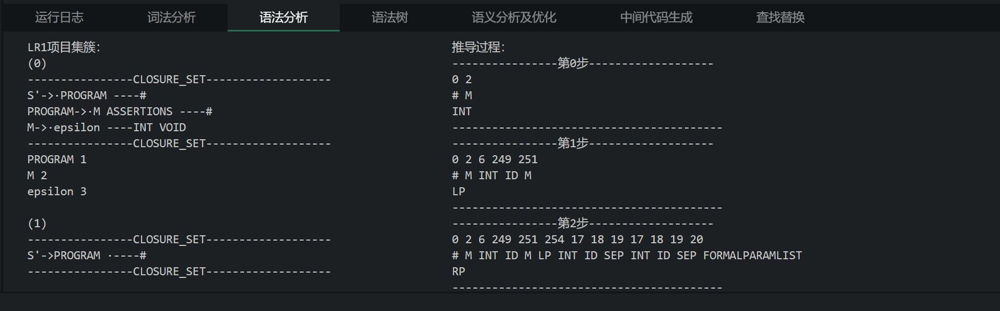 运行日志 词法分析 语法分析 语法树 语义分析及优化 中间代码生成 查找替换
LR1项目集簇:
(0)
----------------CLOSURE_SET-------------------
S'->·PROGRAM ----#
PROGRAM->·M ASSERTIONS ----#
M->·epsilon ----INT VOID
----------------CLOSURE_SET-------------------
PROGRAM 1
M 2
epsilon 3
(1)
----------------CLOSURE_SET-------------------
S'->PROGRAM ·----#
----------------CLOSURE_SET-------------------
推导过程:
----------------第0步-------------------
0 2
# M
INT
-----------------------------------------
----------------第1步-------------------
0 2 6 249 251
# M INT ID M
LP
-----------------------------------------
----------------第2步-------------------
0 2 6 249 251 254 17 18 19 17 18 19 20
# M INT ID M LP INT ID SEP INT ID SEP FORMALPARAMLIST
RP
-----------------------------------------